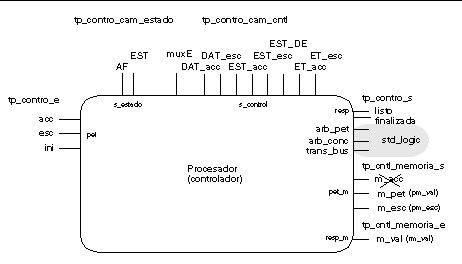 tp_contro_cam_estado tp_contro_cam_cntl
EST_DE
EST muxE DAT_esc EST_esc ET_esc
AF DAT_acc EST_acc ET_acc
tp_contro_e s_estado s_control tp_contro_s
resp listo
finalizada
acc
esc pet
ini
arb_pet
arb_conc std_logic
trans_bus
Procesador
(controlador)
tp_cntl_memoria_s
m_acc
pet_m m_pet (pm_val)
m_esc (pm_esc)
tp_cntl_memoria_e
resp_m m_val (rm_val)